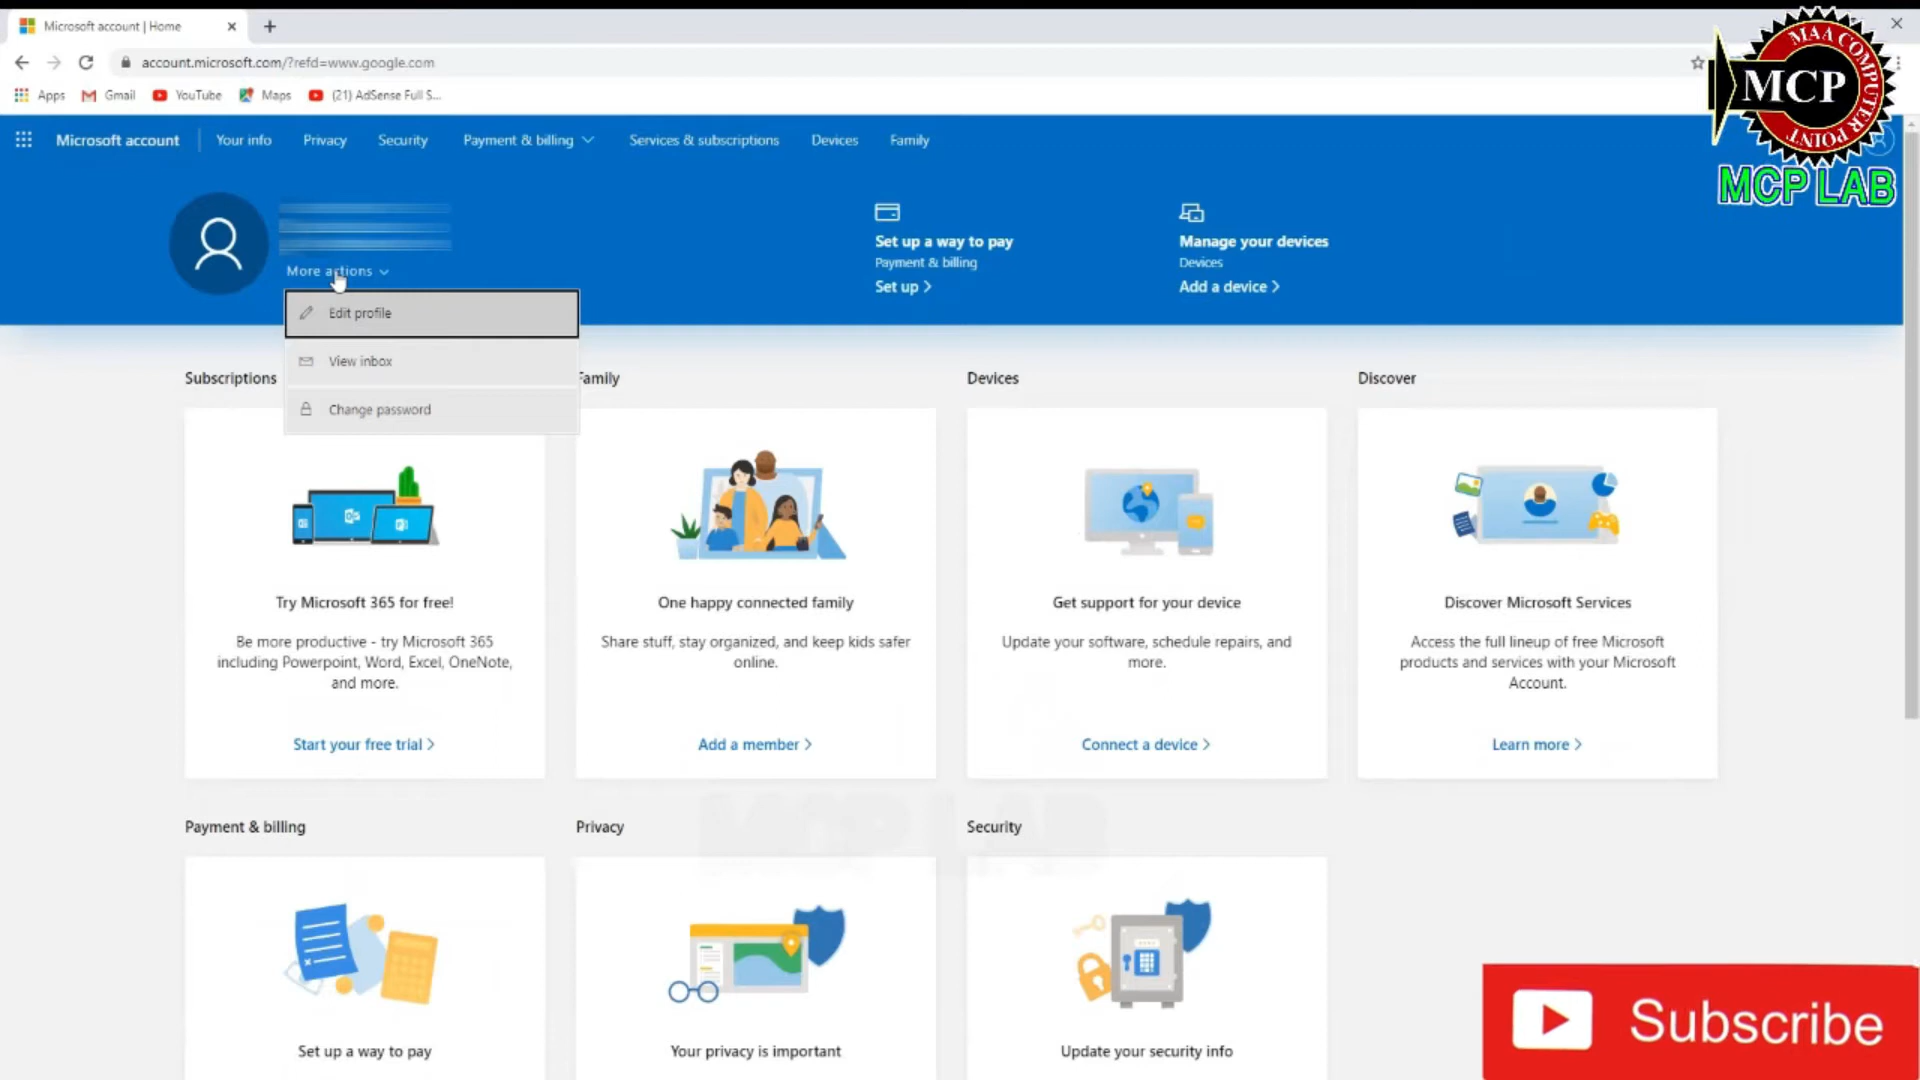 Microsoft account | Home
account.microsoft.com/?refd=www.google.com
Apps
Gmail
YouTube
Maps
(21) AdSense Full S...
MAA COMPUTER
MCP
POINT
MCP LAB
Microsoft account
Your info
Privacy
Security
Payment & billing
Services & subscriptions
Devices
Family
More actions
Edit profile
View inbox
Change password
Set up a way to pay
Payment & billing
Set up
Manage your devices
Devices
Add a device
Subscriptions
Family
Devices
Discover
Try Microsoft 365 for free!
Be more productive - try Microsoft 365
including Powerpoint, Word, Excel, OneNote,
and more.
Start your free trial
One happy connected family
Share stuff, stay organized, and keep kids safer
online.
Add a member
Get support for your device
Update your software, schedule repairs, and
more.
Connect a device
Discover Microsoft Services
Access the full lineup of free Microsoft
products and services with your Microsoft
Account.
Learn more
MCP LAB
Payment & billing
Privacy
Security
Set up a way to pay
Your privacy is important
Update your security info
Subscribe